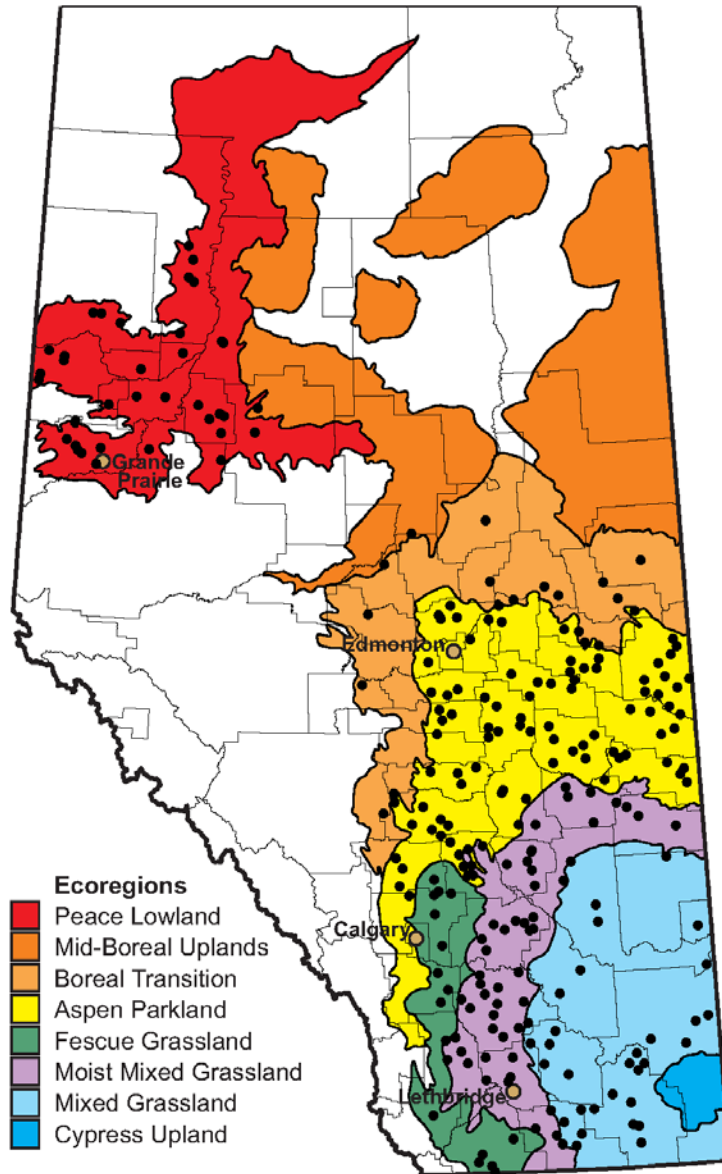 Grande
Prairie
Edmonton
Calgary
Lethbridge
Ecoregions
Peace Lowland
Mid-Boreal Uplands
Boreal Transition
Aspen Parkland
Fescue Grassland
Moist Mixed Grassland
Mixed Grassland
Cypress Upland